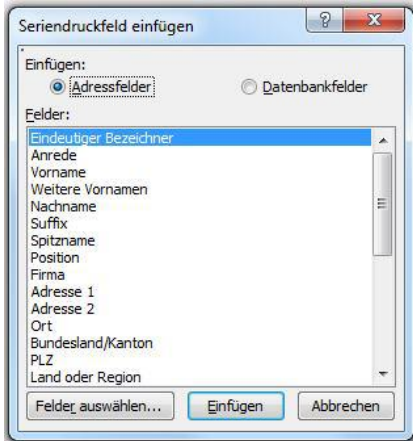 Seriendruckfeld einfügen
Einfügen:
Adressfelder Datenbankfelder
Felder:
Eindeutiger Bezeichner
Anrede
Vorname
Weitere Vornamen
Nachname
Suffix
Spitzname
Position
Firma
Adresse 1
Adresse 2
Ort
Bundesland/Kanton
PLZ
Land oder Region
Felder auswählen... Einfügen Abbrechen